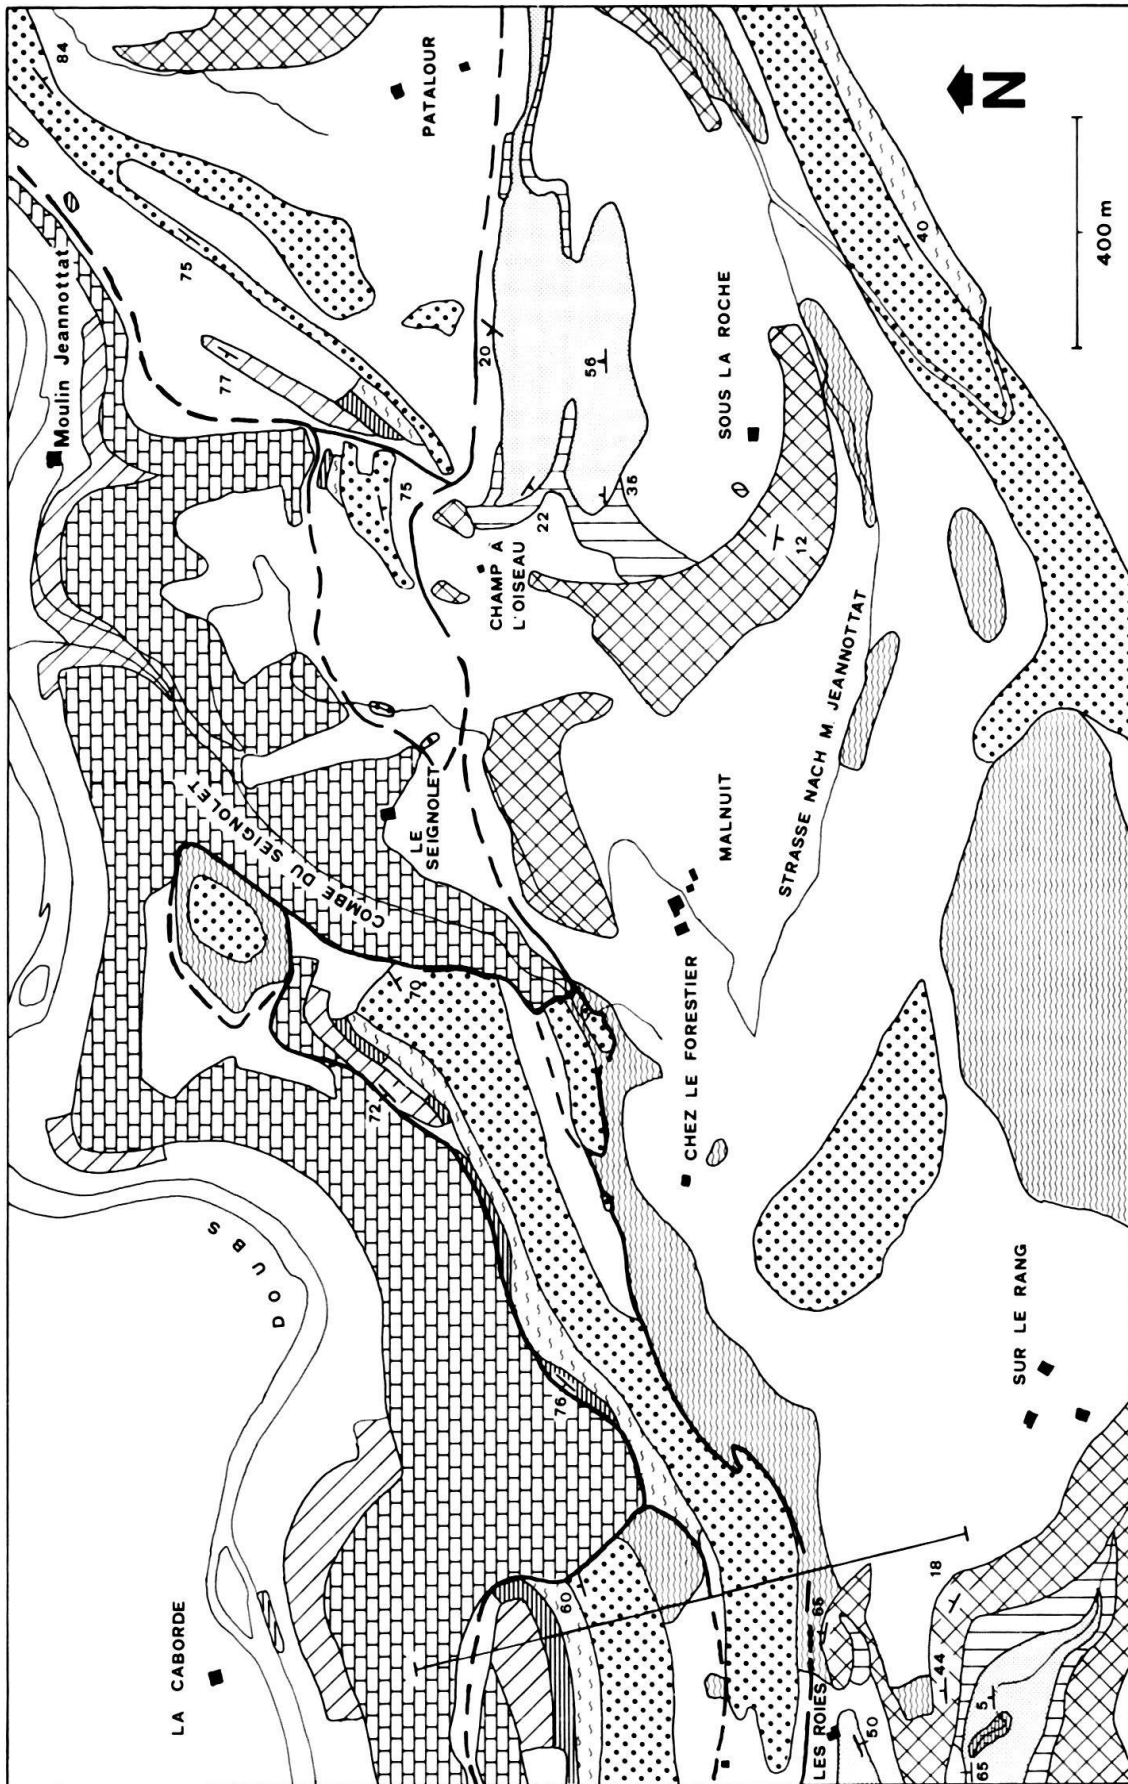 Moulin Jeannottat
84
LA CABORDE
DOUBS
75
77
72
COMBE DU SEIGNOLET
70
75
LE
SEIGNOLET
PATALOUR
20
CHAMP À
L'OISEAU
22
76
60
56
35
CHEZ LE FORESTIER
MALNUIT
SOUS LA ROCHE
12
LES ROIES
65
STRASSE NACH M. JEANNOTTAT
50
40
18
44
5
65
SUR LE RANG
N
400 m